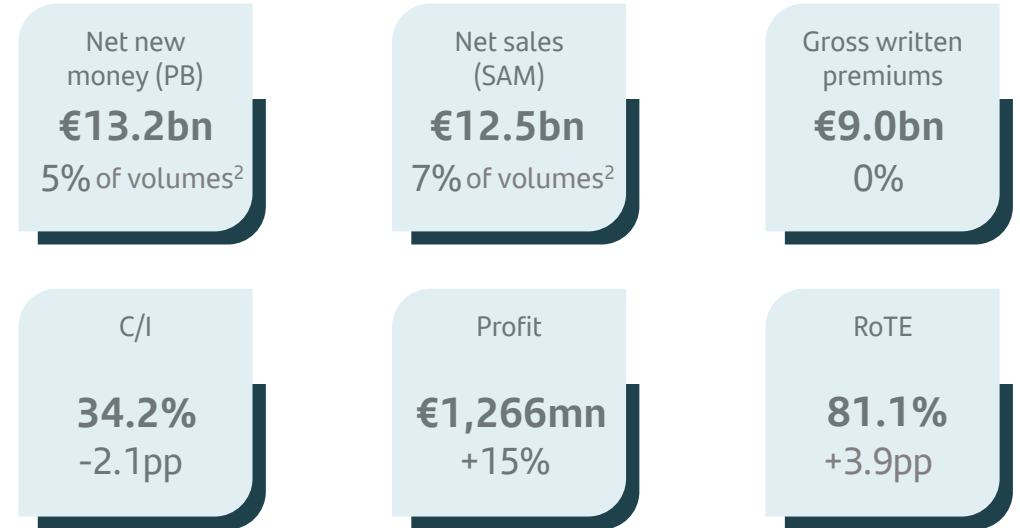 Net new
money (PB)
€13.2bn
5% of volumes²
Net sales
(SAM)
€12.5bn
7% of volumes²
Gross written
premiums
€9.0bn
0%
C/I
34.2%
-2.1pp
Profit
€1,266mn
+15%
RoTE
81.1%
+3.9pp